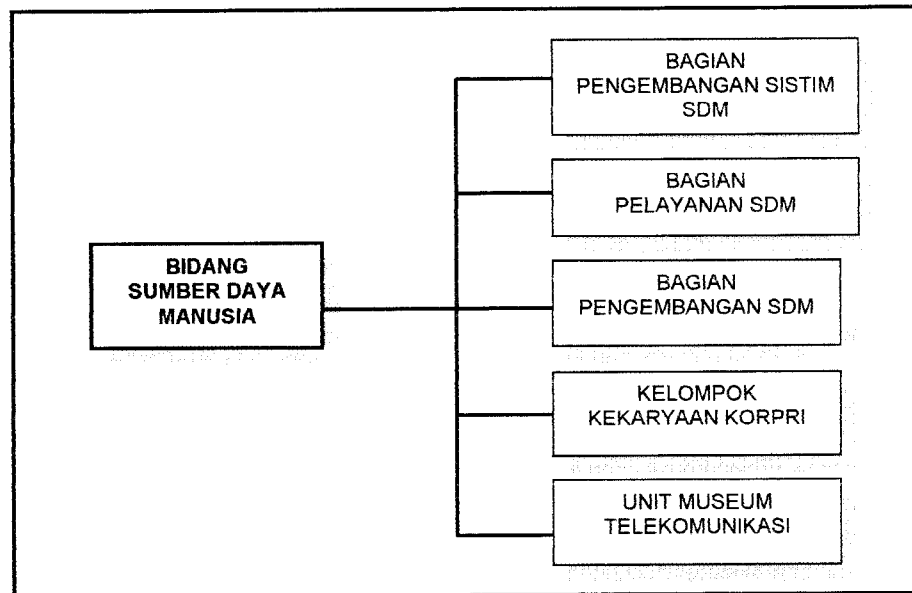 BAGIAN
PENGEMBANGAN SISTIM
SDM
BAGIAN
PELAYANAN SDM
BIDANG
SUMBER DAYA
MANUSIA
BAGIAN
PENGEMBANGAN SDM
KELOMPOK
KEKARYAAN KORPRI
UNIT MUSEUM
TELEKOMUNIKASI